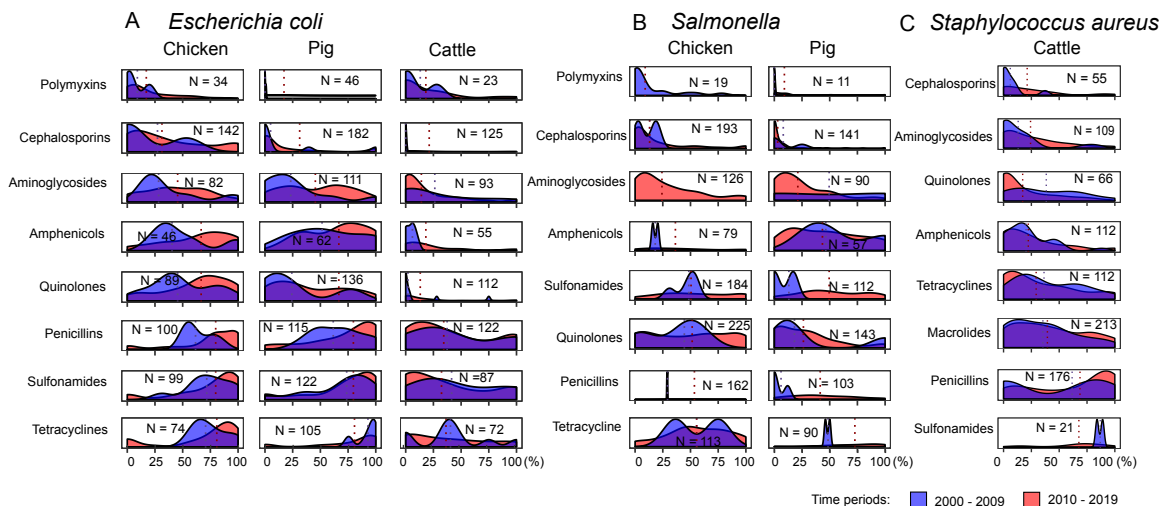 A Escherichia coli
B Salmonella
C Staphylococcus aureus
Chicken Pig Cattle
Chicken Pig
Cattle
Polymyxins N = 34 N = 46 N = 23
Cephalosporins N = 142 N = 182 N = 125
Aminoglycosides N = 82 N = 111 N = 93
Amphenicols N = 46 N = 62 N = 55
Quinolones N = 89 N = 136 N = 112
Penicillins N = 100 N = 115 N = 122
Sulfonamides N = 99 N = 122 N =87
Tetracyclines N = 74 N = 105 N = 72
0 25 50 75 100 0 25 50 75 100 0 25 50 75 100 (%)
Polymyxins N = 19 N = 11
Cephalosporins N = 193 N = 141
Aminoglycosides N = 126 N = 90
Amphenicols N = 79 N = 57
Sulfonamides N = 184 N = 112
Quinolones N = 225 N = 143
Penicillins N = 162 N = 103
Tetracycline N = 113 N = 90
0 25 50 75 100 0 25 50 75 100 (%)
Cephalosporins N = 55
Aminoglycosides N = 109
Quinolones N = 66
Amphenicols N = 112
Tetracyclines N = 112
Macrolides N = 213
Penicillins N = 176
Sulfonamides N = 21
0 25 50 75 100 (%)
Time periods: 2000 - 2009 2010 - 2019